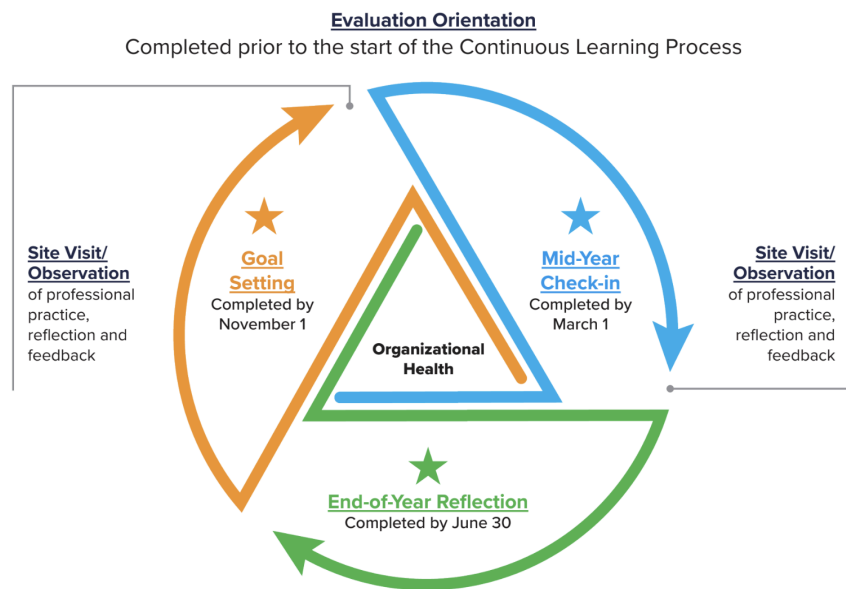 Evaluation Orientation
Completed prior to the start of the Continuous Learning Process
Site Visit/
Observation
of professional
practice,
reflection and
feedback
Goal
Setting
Completed by
November 1
Mid-Year
Check-in
Completed by
March 1
Site Visit/
Observation
of professional
practice,
reflection and
feedback
Organizational
Health
End-of-Year Reflection
Completed by June 30